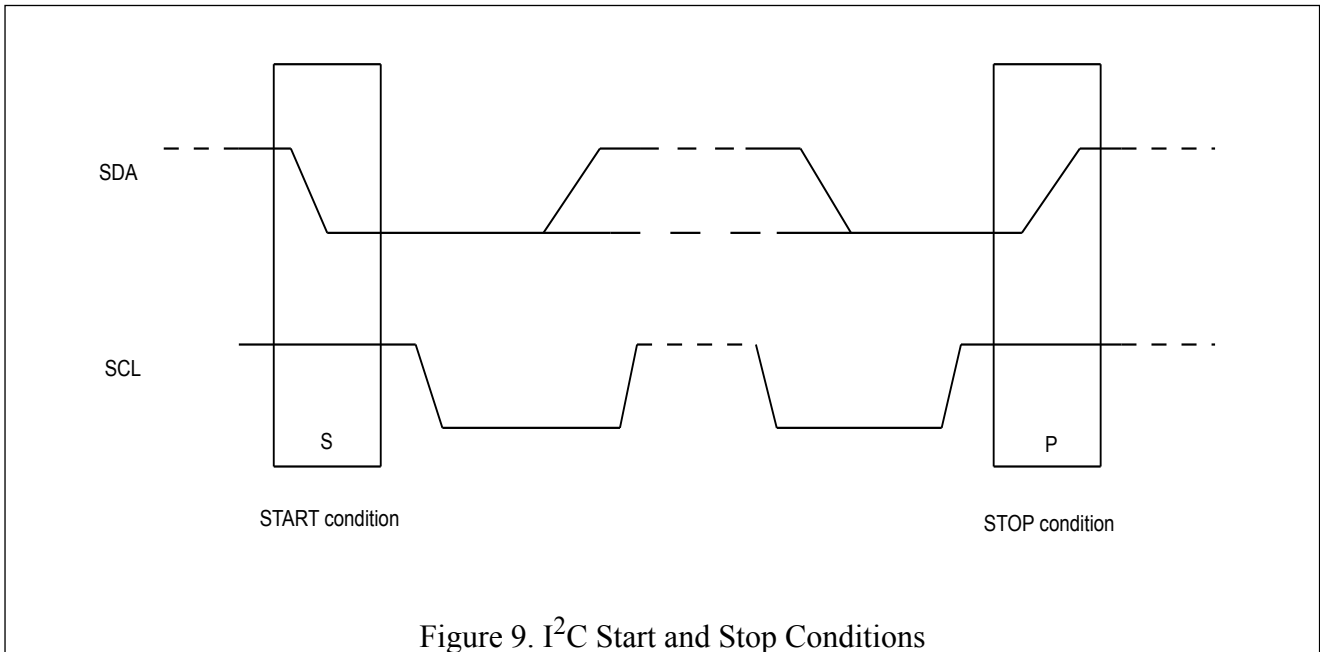 SDA
SCL
S
P
START condition
STOP condition
Figure 9. I²C Start and Stop Conditions